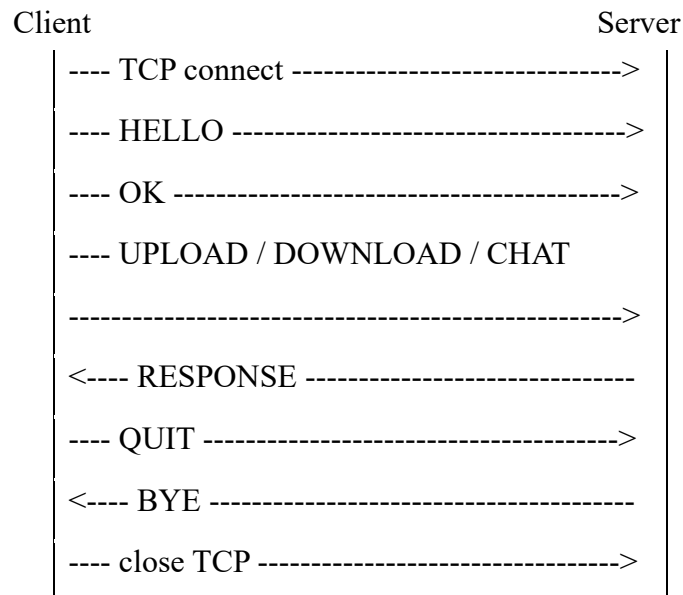 Client Server
---- TCP connect ------------------------------->
---- HELLO ------------------------------------->
---- OK ------------------------------------------>
---- UPLOAD / DOWNLOAD / CHAT
---------------------------------------------------->
<---- RESPONSE -------------------------------
---- QUIT --------------------------------------->
<---- BYE ----------------------------------------
---- close TCP ---------------------------------->